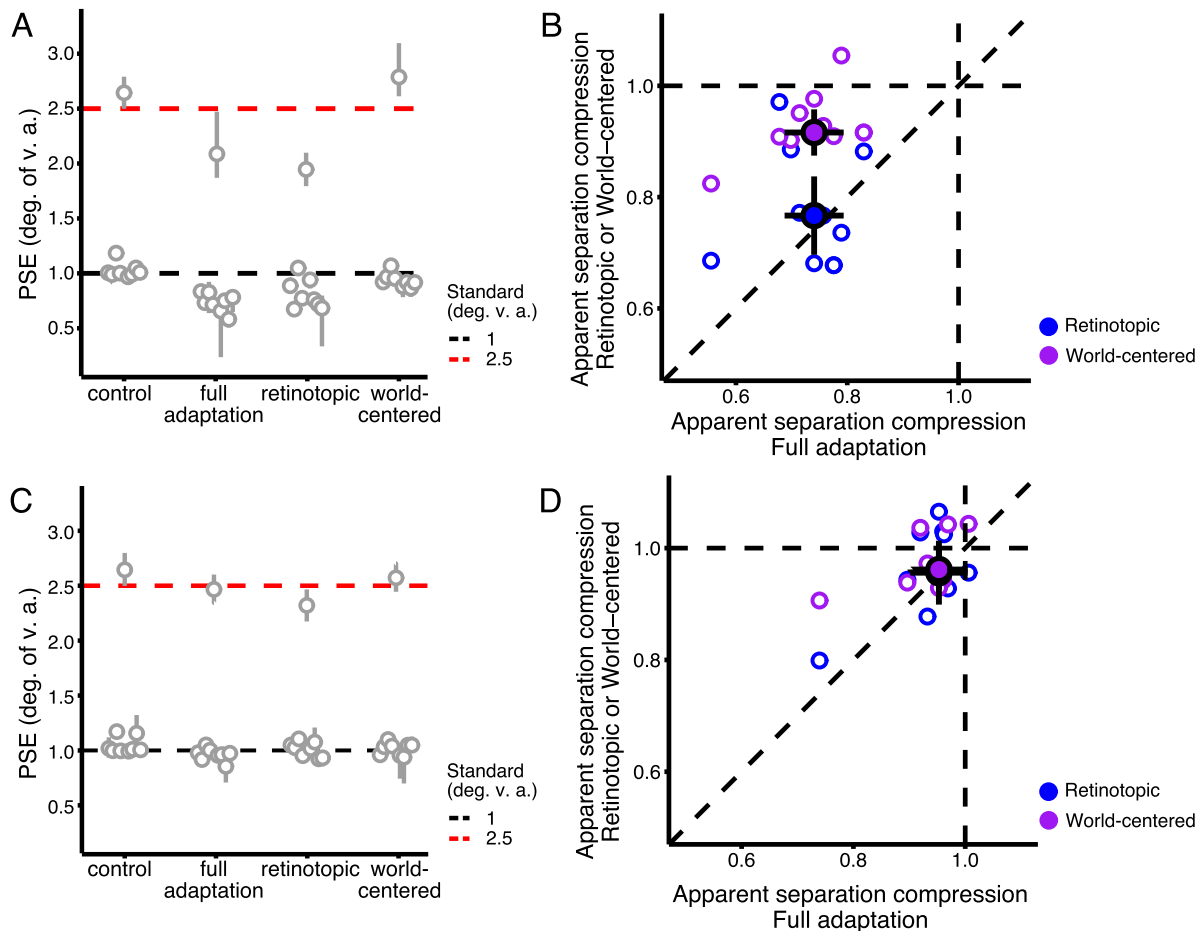 A
PSE (deg. of v. a.)
3.0
2.5
2.0
1.5
1.0
0.5
control
full
adaptation
retinotopic
world-
centered
Standard
(deg. v. a.)
1
2.5
B
Apparent separation compression
Retinotopic or World–centered
1.0
0.8
0.6
0.6
0.8
1.0
Apparent separation compression
Full adaptation
Retinotopic
World-centered
C
PSE (deg. of v. a.)
3.0
2.5
2.0
1.5
1.0
0.5
control
full
adaptation
retinotopic
world-
centered
Standard
(deg. v. a.)
1
2.5
D
Apparent separation compression
Retinotopic or World–centered
1.0
0.8
0.6
0.6
0.8
1.0
Apparent separation compression
Full adaptation
Retinotopic
World-centered